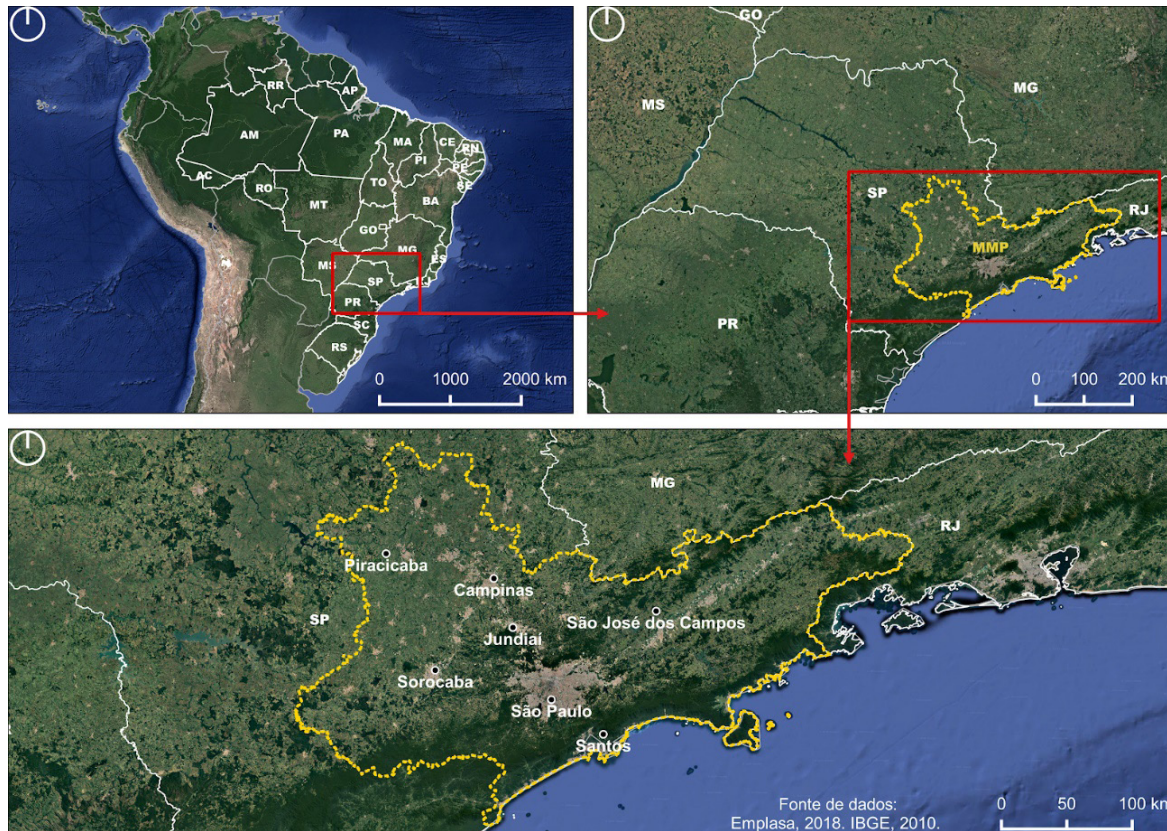 RR
AP
AM
PA
MA
CE
RN
PI
PE
AC
TO
SE
RO
BA
MT
GO
MG
MS
ES
SP
RJ
PR
SC
RS
0 1000 2000 km
GO
MS
MG
SP
RJ
MMP
PR
0 100 200 km
MG
RJ
Piracicaba
Campinas
SP
São José dos Campos
Jundiaí
Sorocaba
São Paulo
Santos
Fonte de dados:
Emplasa, 2018. IBGE, 2010.
0 50 100 km